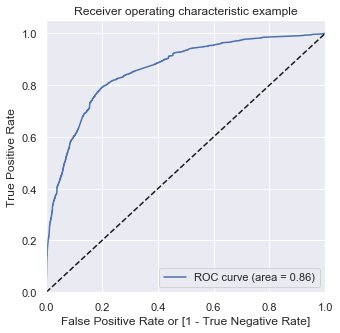 Receiver operating characteristic example
1.0
0.8
0.6
0.4
0.2
0.0
True Positive Rate
ROC curve (area = 0.86)
0.0 0.2 0.4 0.6 0.8 1.0
False Positive Rate or [1 - True Negative Rate]